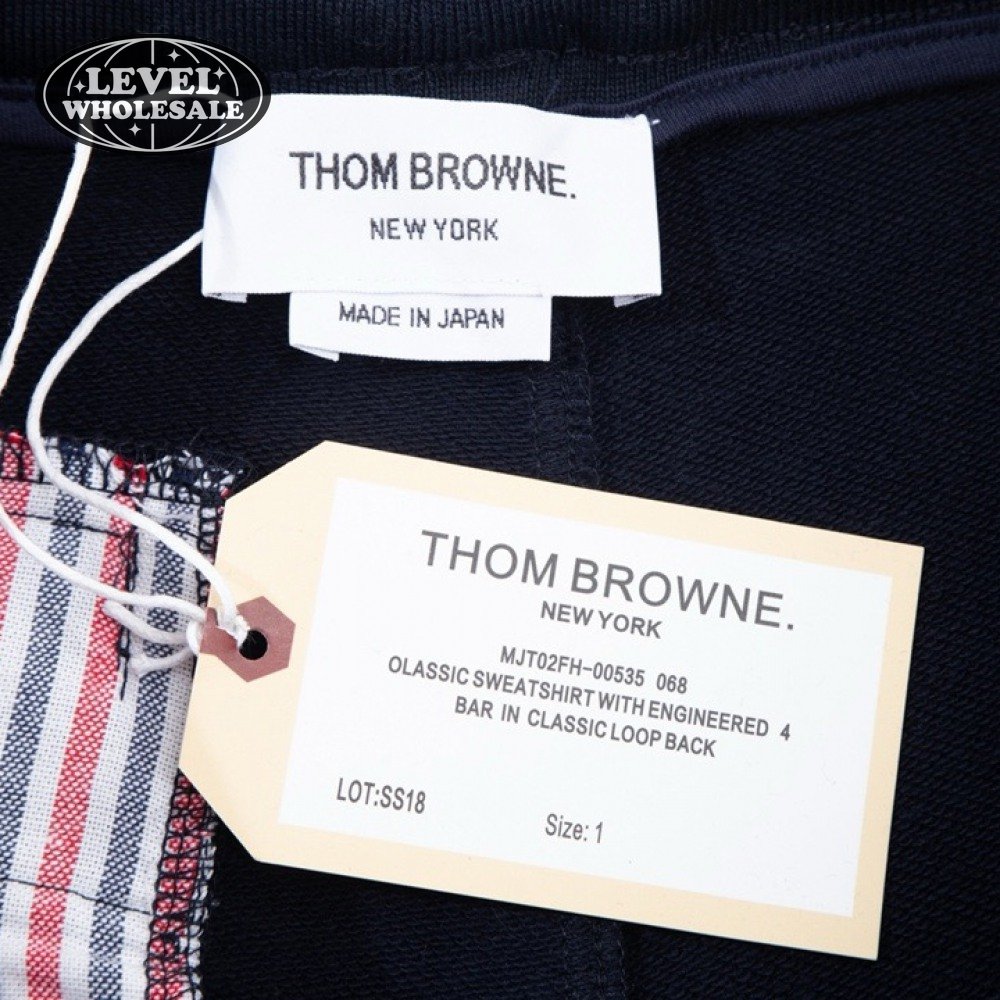 LEVEL
WHOLESALE
THOM BROWNE.
NEW YORK
MADE IN JAPAN
THOM BROWNE.
NEW YORK
MJT02FH-00535 068
OLASSIC SWEATSHIRT WITH ENGINEERED 4
BAR IN CLASSIC LOOP BACK
LOT:SS18
Size: 1